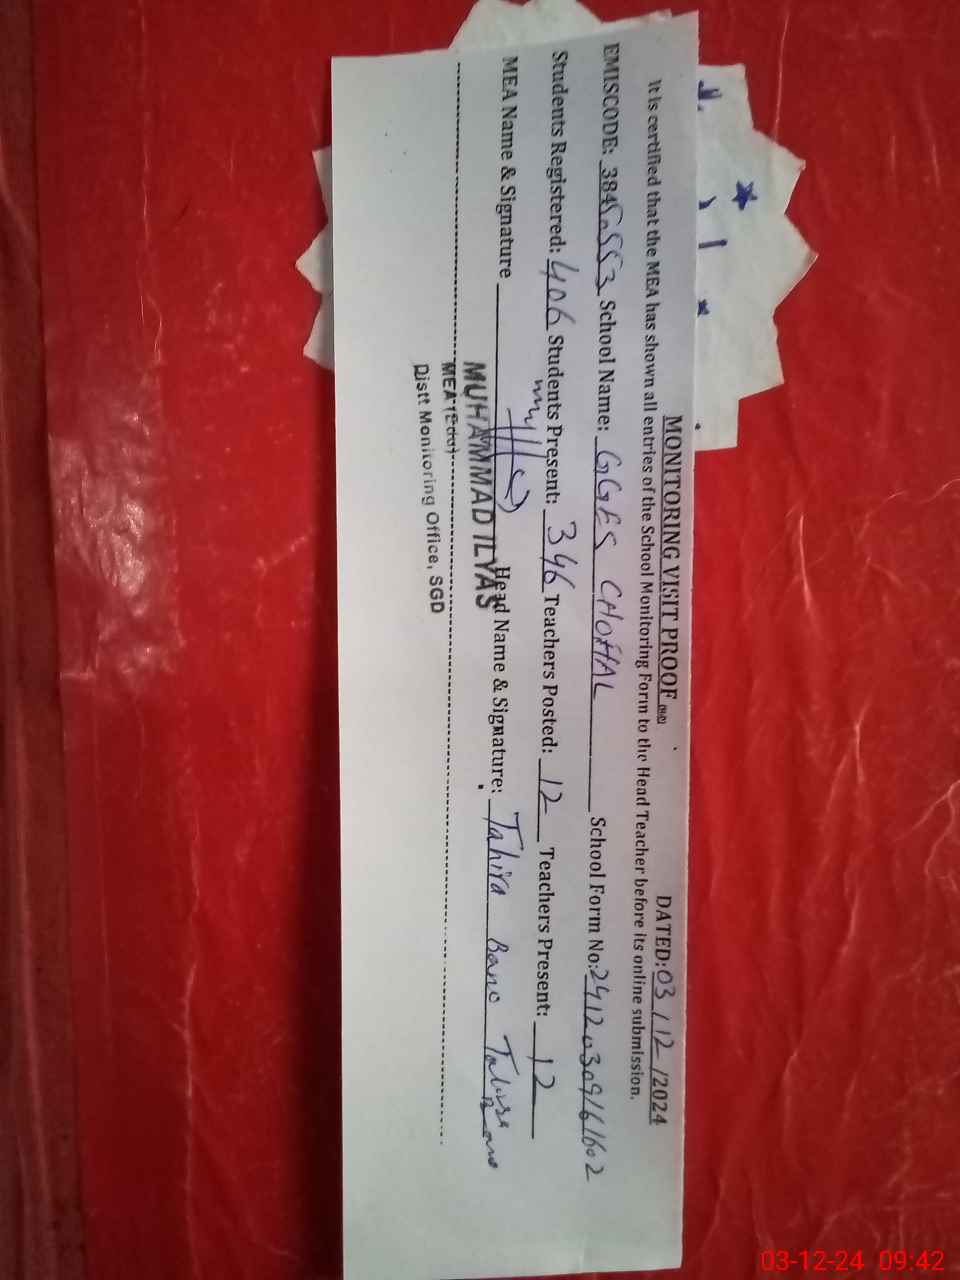 MONITORING VISIT PROOF DATED: 03/12/2024
It is certified that the MEA has shown all entries of the School Monitoring Form to the Head Teacher before its online submission.
EMISCODE: 38450553 School Name: GGES CHOHAL School Form No: 24120309161602
Students Registered: 406 Students Present: 346 Teachers Posted: 12 Teachers Present: 12
MEA Name & Signature Head Name & Signature: Tahira Bano
MUHAMMAD ILYAS
MEA (Edu)
Distt Monitoring Office, SGD
03-12-24 09:42